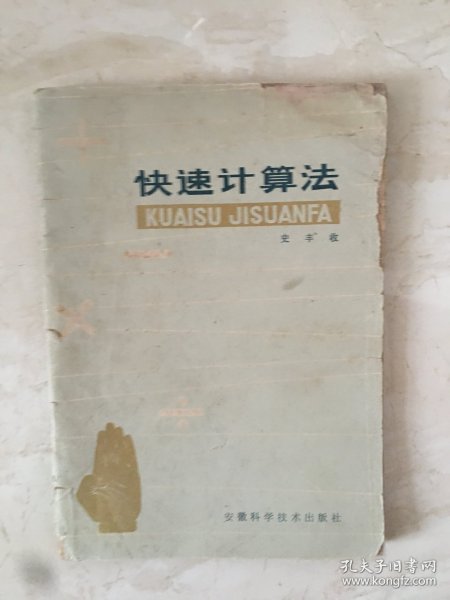 快速计算法
KUAISU JISUANFA
史丰收
安徽科学技术出版社
孔夫子旧书网
www.kongfz.com